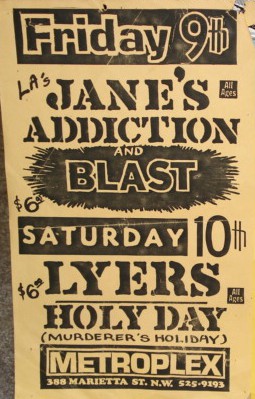 Friday 9th
LA's
JANE'S
All Ages
ADDICTION
AND
BLAST
$6
SATURDAY 10th
$6
LYERS
All Ages
HOLY DAY
(MURDERER'S HOLIDAY)
METROPLEX
388 MARIETTA ST. N.W. 525-9193